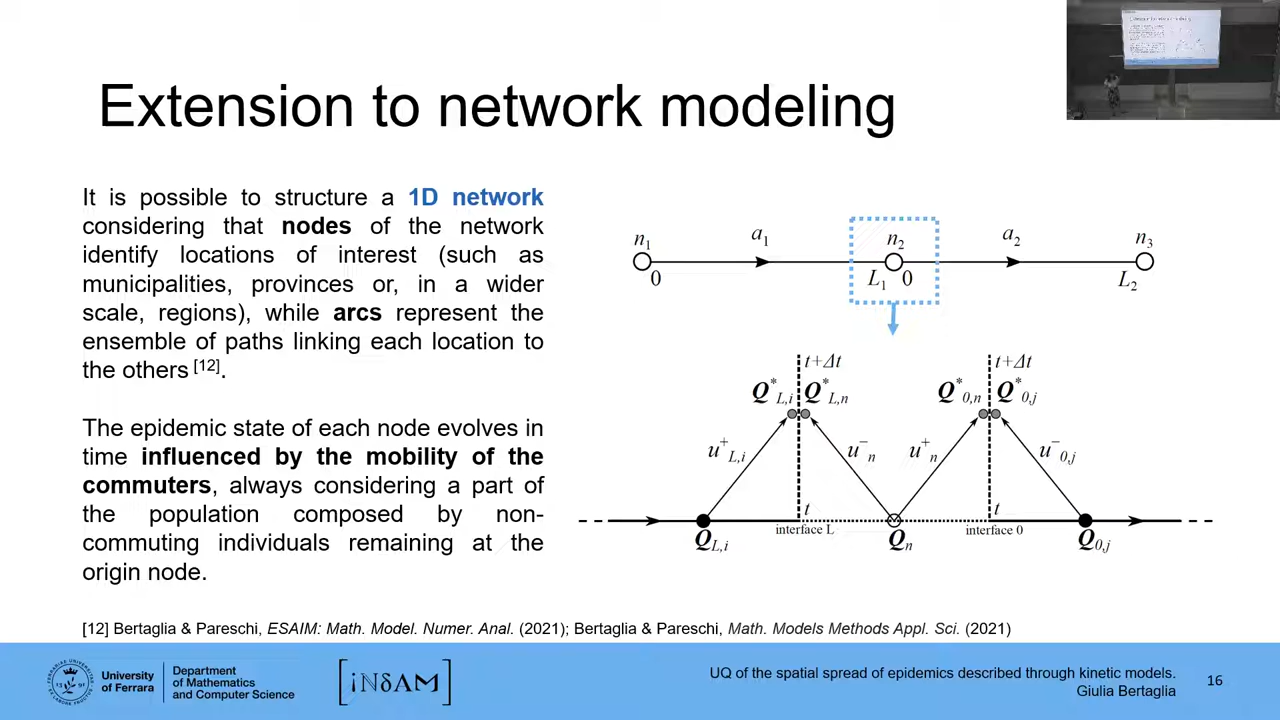 Extension to network modeling
It is possible to structure a 1D network
considering that nodes of the network
identify locations of interest (such as
municipalities, provinces or, in a wider
scale, regions), while arcs represent the
ensemble of paths linking each location to
the others [12].
The epidemic state of each node evolves in
time influenced by the mobility of the
commuters, always considering a part of
the population composed by non-
commuting individuals remaining at the
origin node.
n1 a1 n2 a2 n3
0 L1 0 L2
t+Δt t+Δt
Q*L,i Q*L,n Q*0,n Q*0,j
u+L,i u−n u+n u−0,j
t t
interface L interface 0
QL,i Qn Q0,j
[12] Bertaglia & Pareschi, ESAIM: Math. Model. Numer. Anal. (2021); Bertaglia & Pareschi, Math. Models Methods Appl. Sci. (2021)
University
of Ferrara
Department
of Mathematics
and Computer Science
iNδAM
UQ of the spatial spread of epidemics described through kinetic models.
Giulia Bertaglia
16